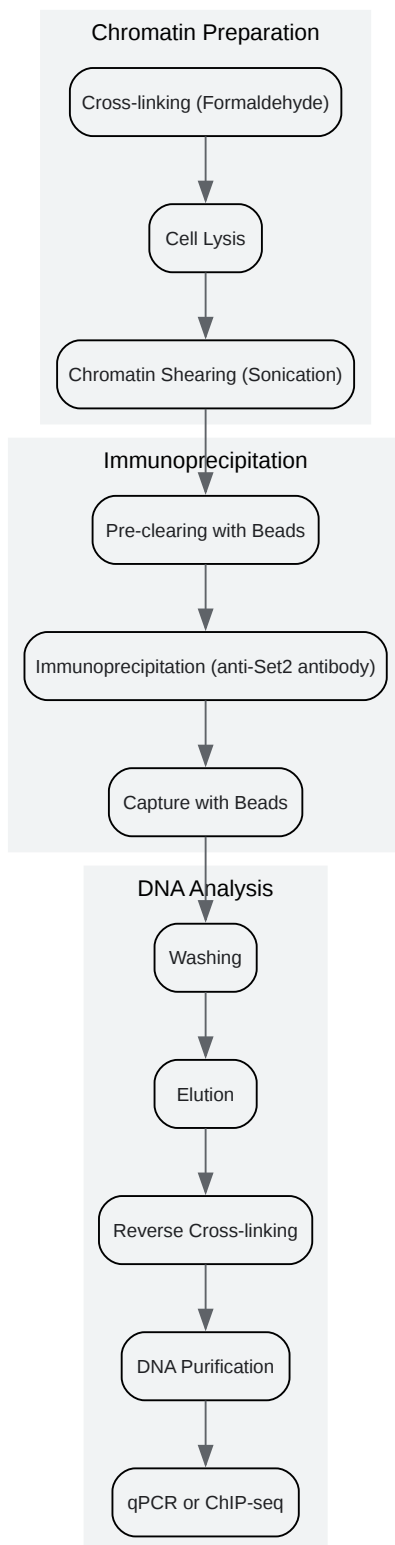 Chromatin Preparation
Cross-linking (Formaldehyde)
Cell Lysis
Chromatin Shearing (Sonication)
Immunoprecipitation
Pre-clearing with Beads
Immunoprecipitation (anti-Set2 antibody)
Capture with Beads
DNA Analysis
Washing
Elution
Reverse Cross-linking
DNA Purification
qPCR or ChIP-seq